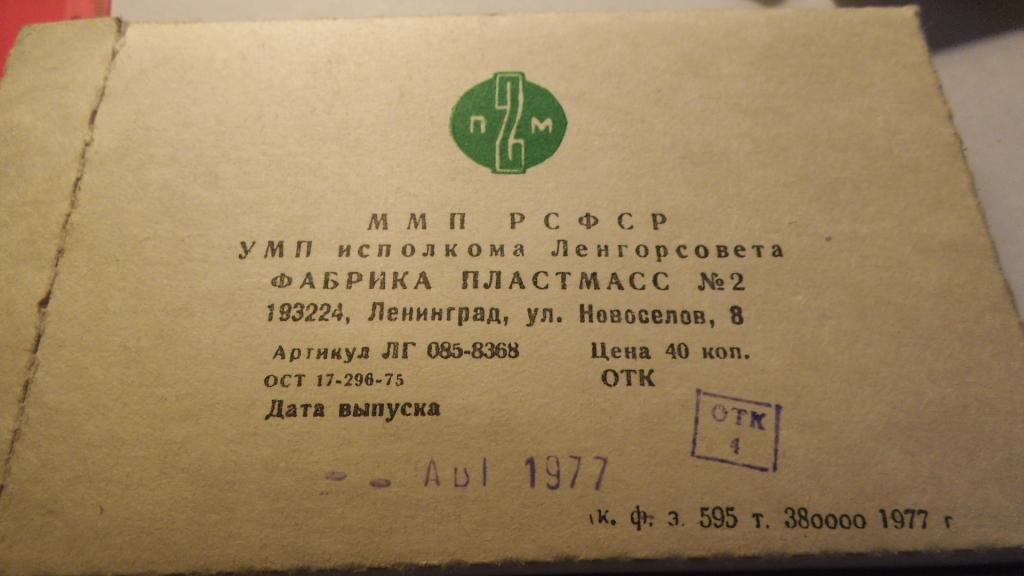 П 2 М
ММП РСФСР
УМП исполкома Ленгорсовета
ФАБРИКА ПЛАСТМАСС №2
193224, Ленинград, ул. Новоселов, 8
Артикул ЛГ 085-8368 Цена 40 коп.
ОСТ 17-296-75 ОТК
Дата выпуска
ОТК
4
1977
к. ф. з. 595 т. 380000 1977 г